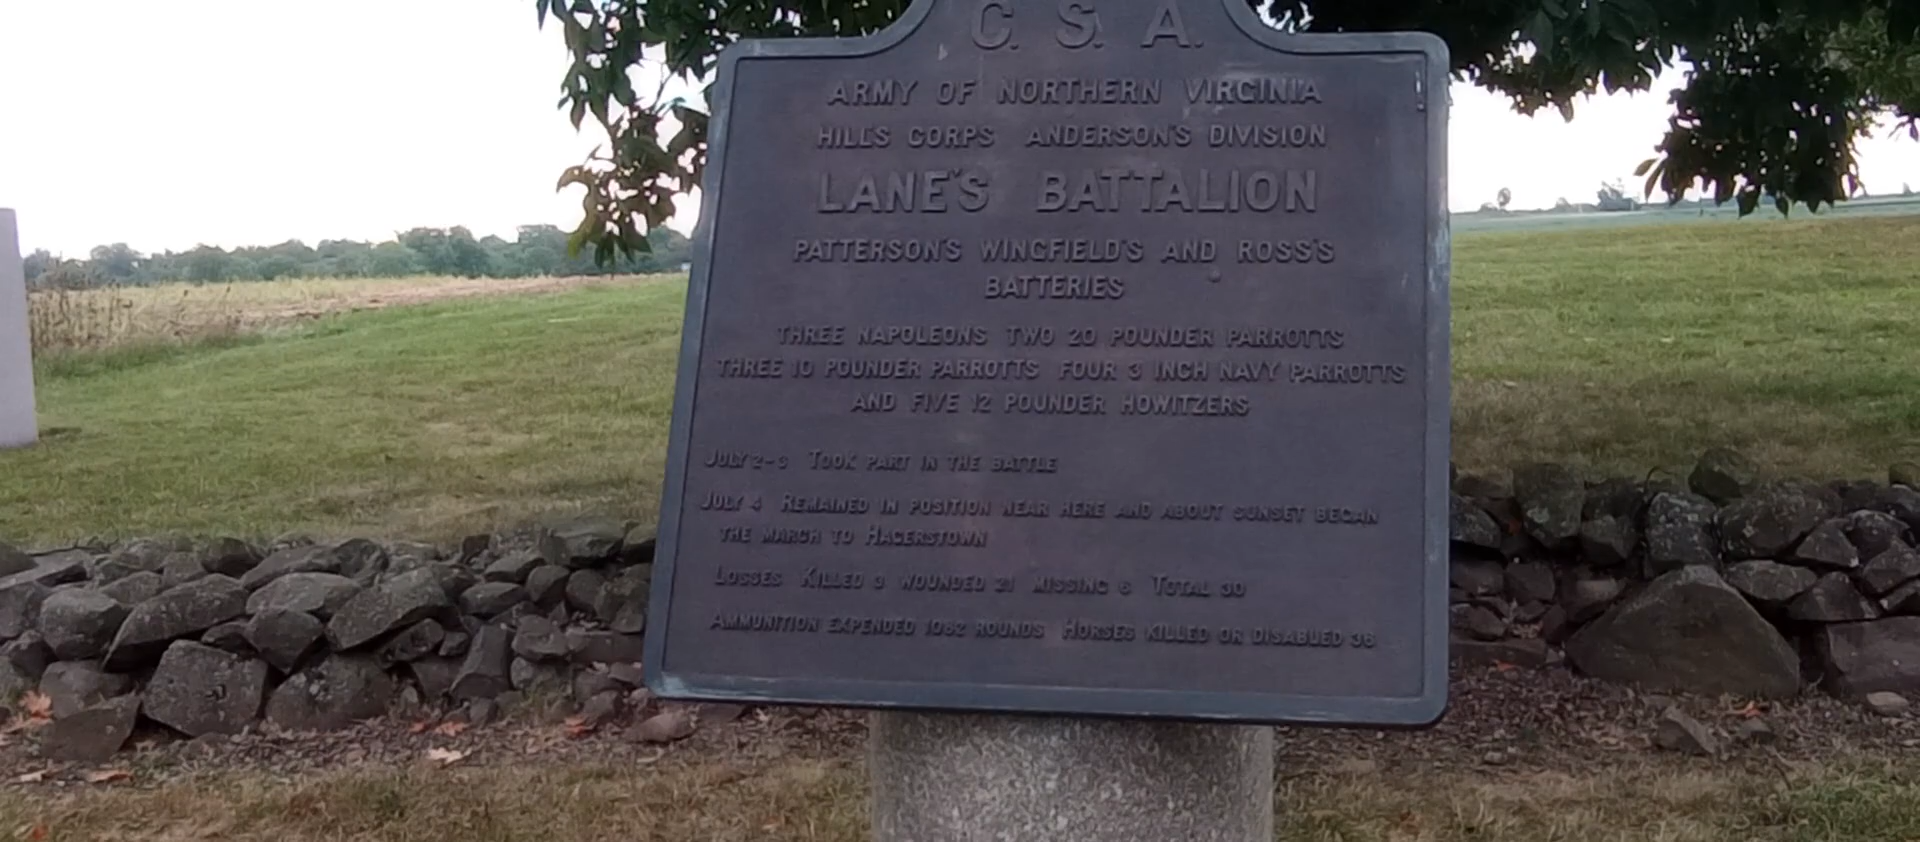 C. S. A.
ARMY OF NORTHERN VIRGINIA
HILL'S CORPS ANDERSON'S DIVISION
LANE'S BATTALION
PATTERSON'S WINGFIELD'S AND ROSS'S
BATTERIES
THREE NAPOLEONS TWO 20 POUNDER PARROTTS
THREE 10 POUNDER PARROTTS FOUR 3 INCH NAVY PARROTTS
AND FIVE 12 POUNDER HOWITZERS
JULY 2-3 TOOK PART IN THE BATTLE
JULY 4 REMAINED IN POSITION NEAR HERE AND ABOUT SUNSET BEGAN
THE MARCH TO HAGERSTOWN
LOSSES KILLED 3 WOUNDED 21 MISSING 6 TOTAL 30
AMMUNITION EXPENDED 1082 ROUNDS HORSES KILLED OR DISABLED 36